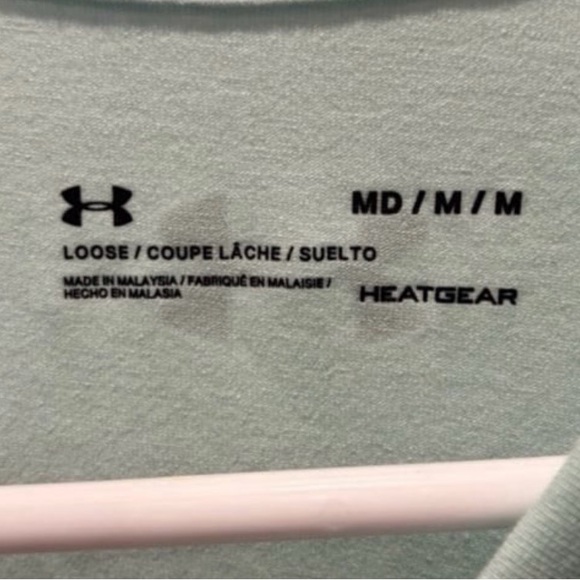 MD / M / M
LOOSE / COUPE LÂCHE / SUELTO
MADE IN MALAYSIA / FABRIQUÉ EN MALAISIE /
HECHO EN MALASIA
HEATGEAR